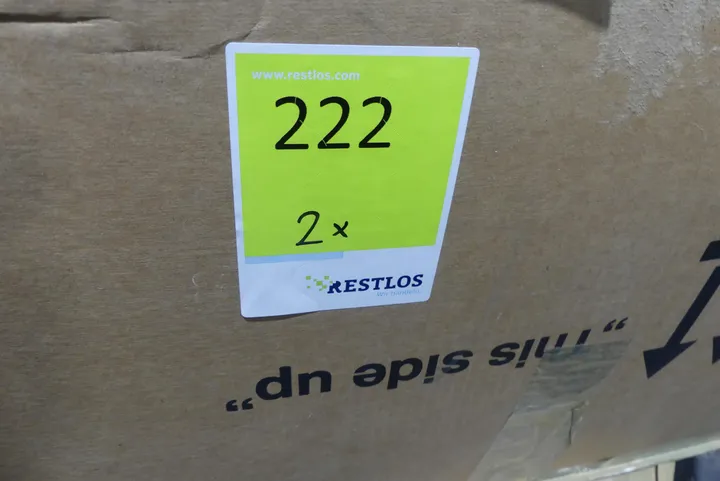 www.restlos.com
222
2x
RESTLOS
"This side up"